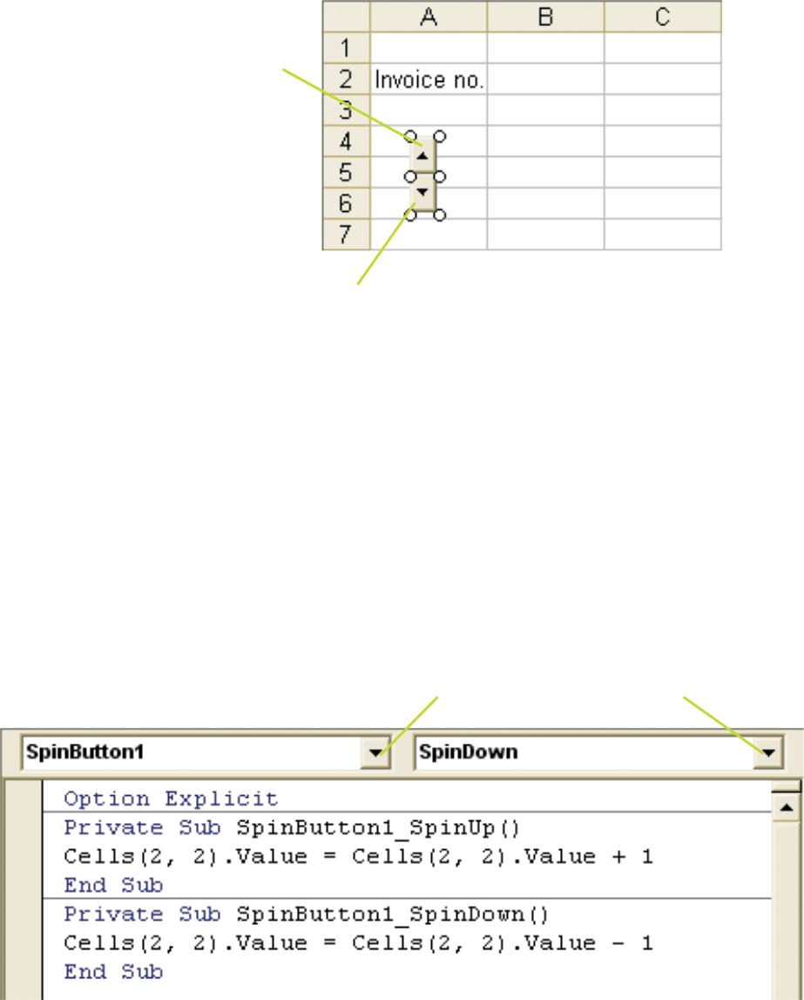 A B C
1
2 Invoice no.
3
4
5
6
7
SpinButton1 SpinDown
Option Explicit
Private Sub SpinButton1_SpinUp()
Cells(2, 2).Value = Cells(2, 2).Value + 1
End Sub
Private Sub SpinButton1_SpinDown()
Cells(2, 2).Value = Cells(2, 2).Value - 1
End Sub